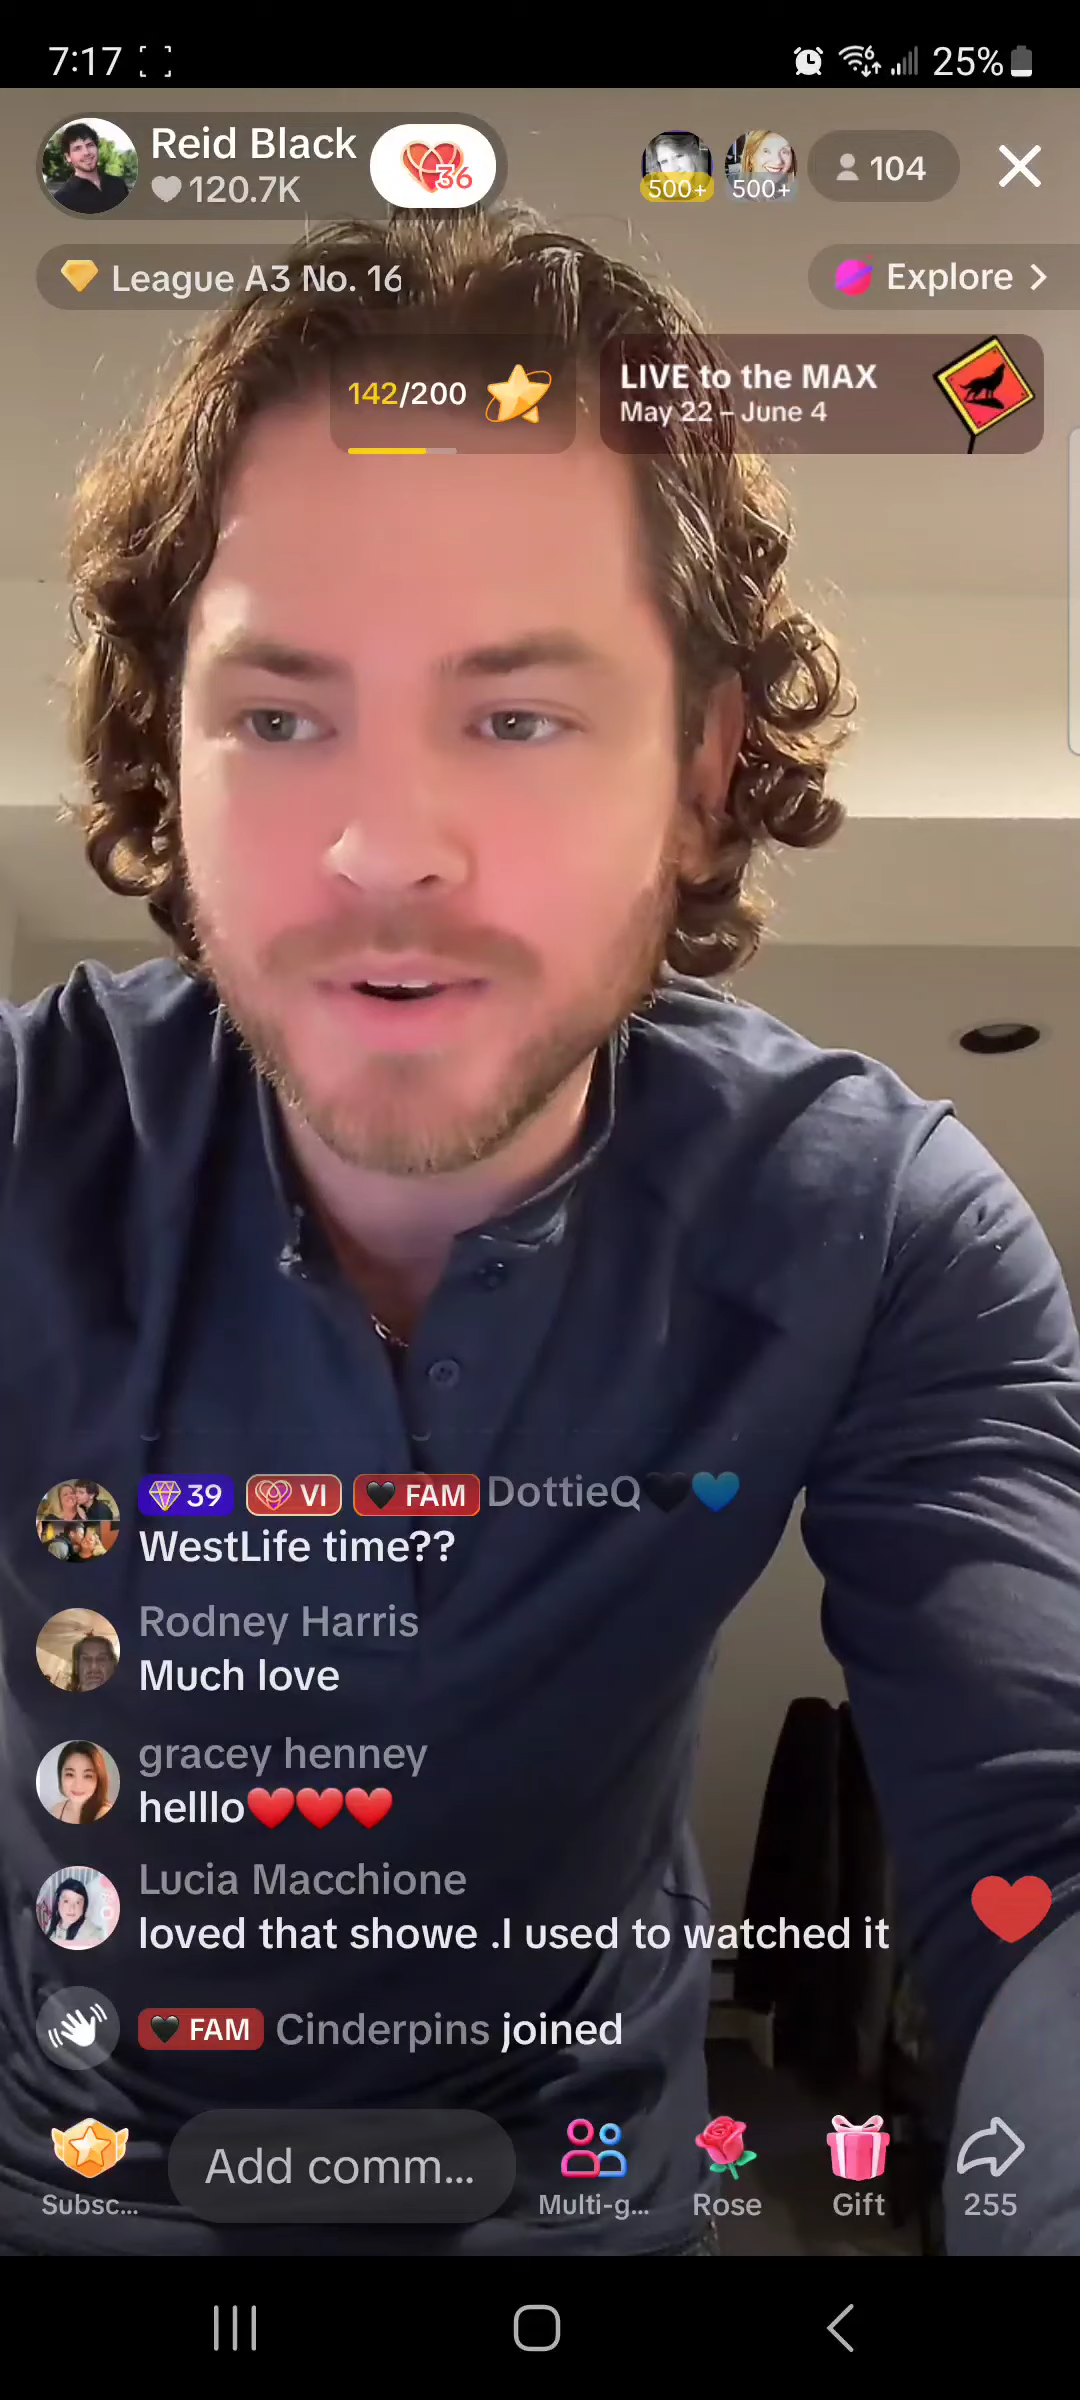 7:17
25%
Reid Black
120.7K
36
500+
500+
104
League A3 No. 16
Explore
142/200
LIVE to the MAX
May 22 – June 4
39 VI 🖤 FAM DottieQ🖤💙
WestLife time??
Rodney Harris
Much love
gracey henney
helllo❤️❤️❤️
Lucia Macchione
loved that showe .I used to watched it
🖤 FAM Cinderpins joined
Subsc...
Add comm...
Multi-g...
Rose
Gift
255